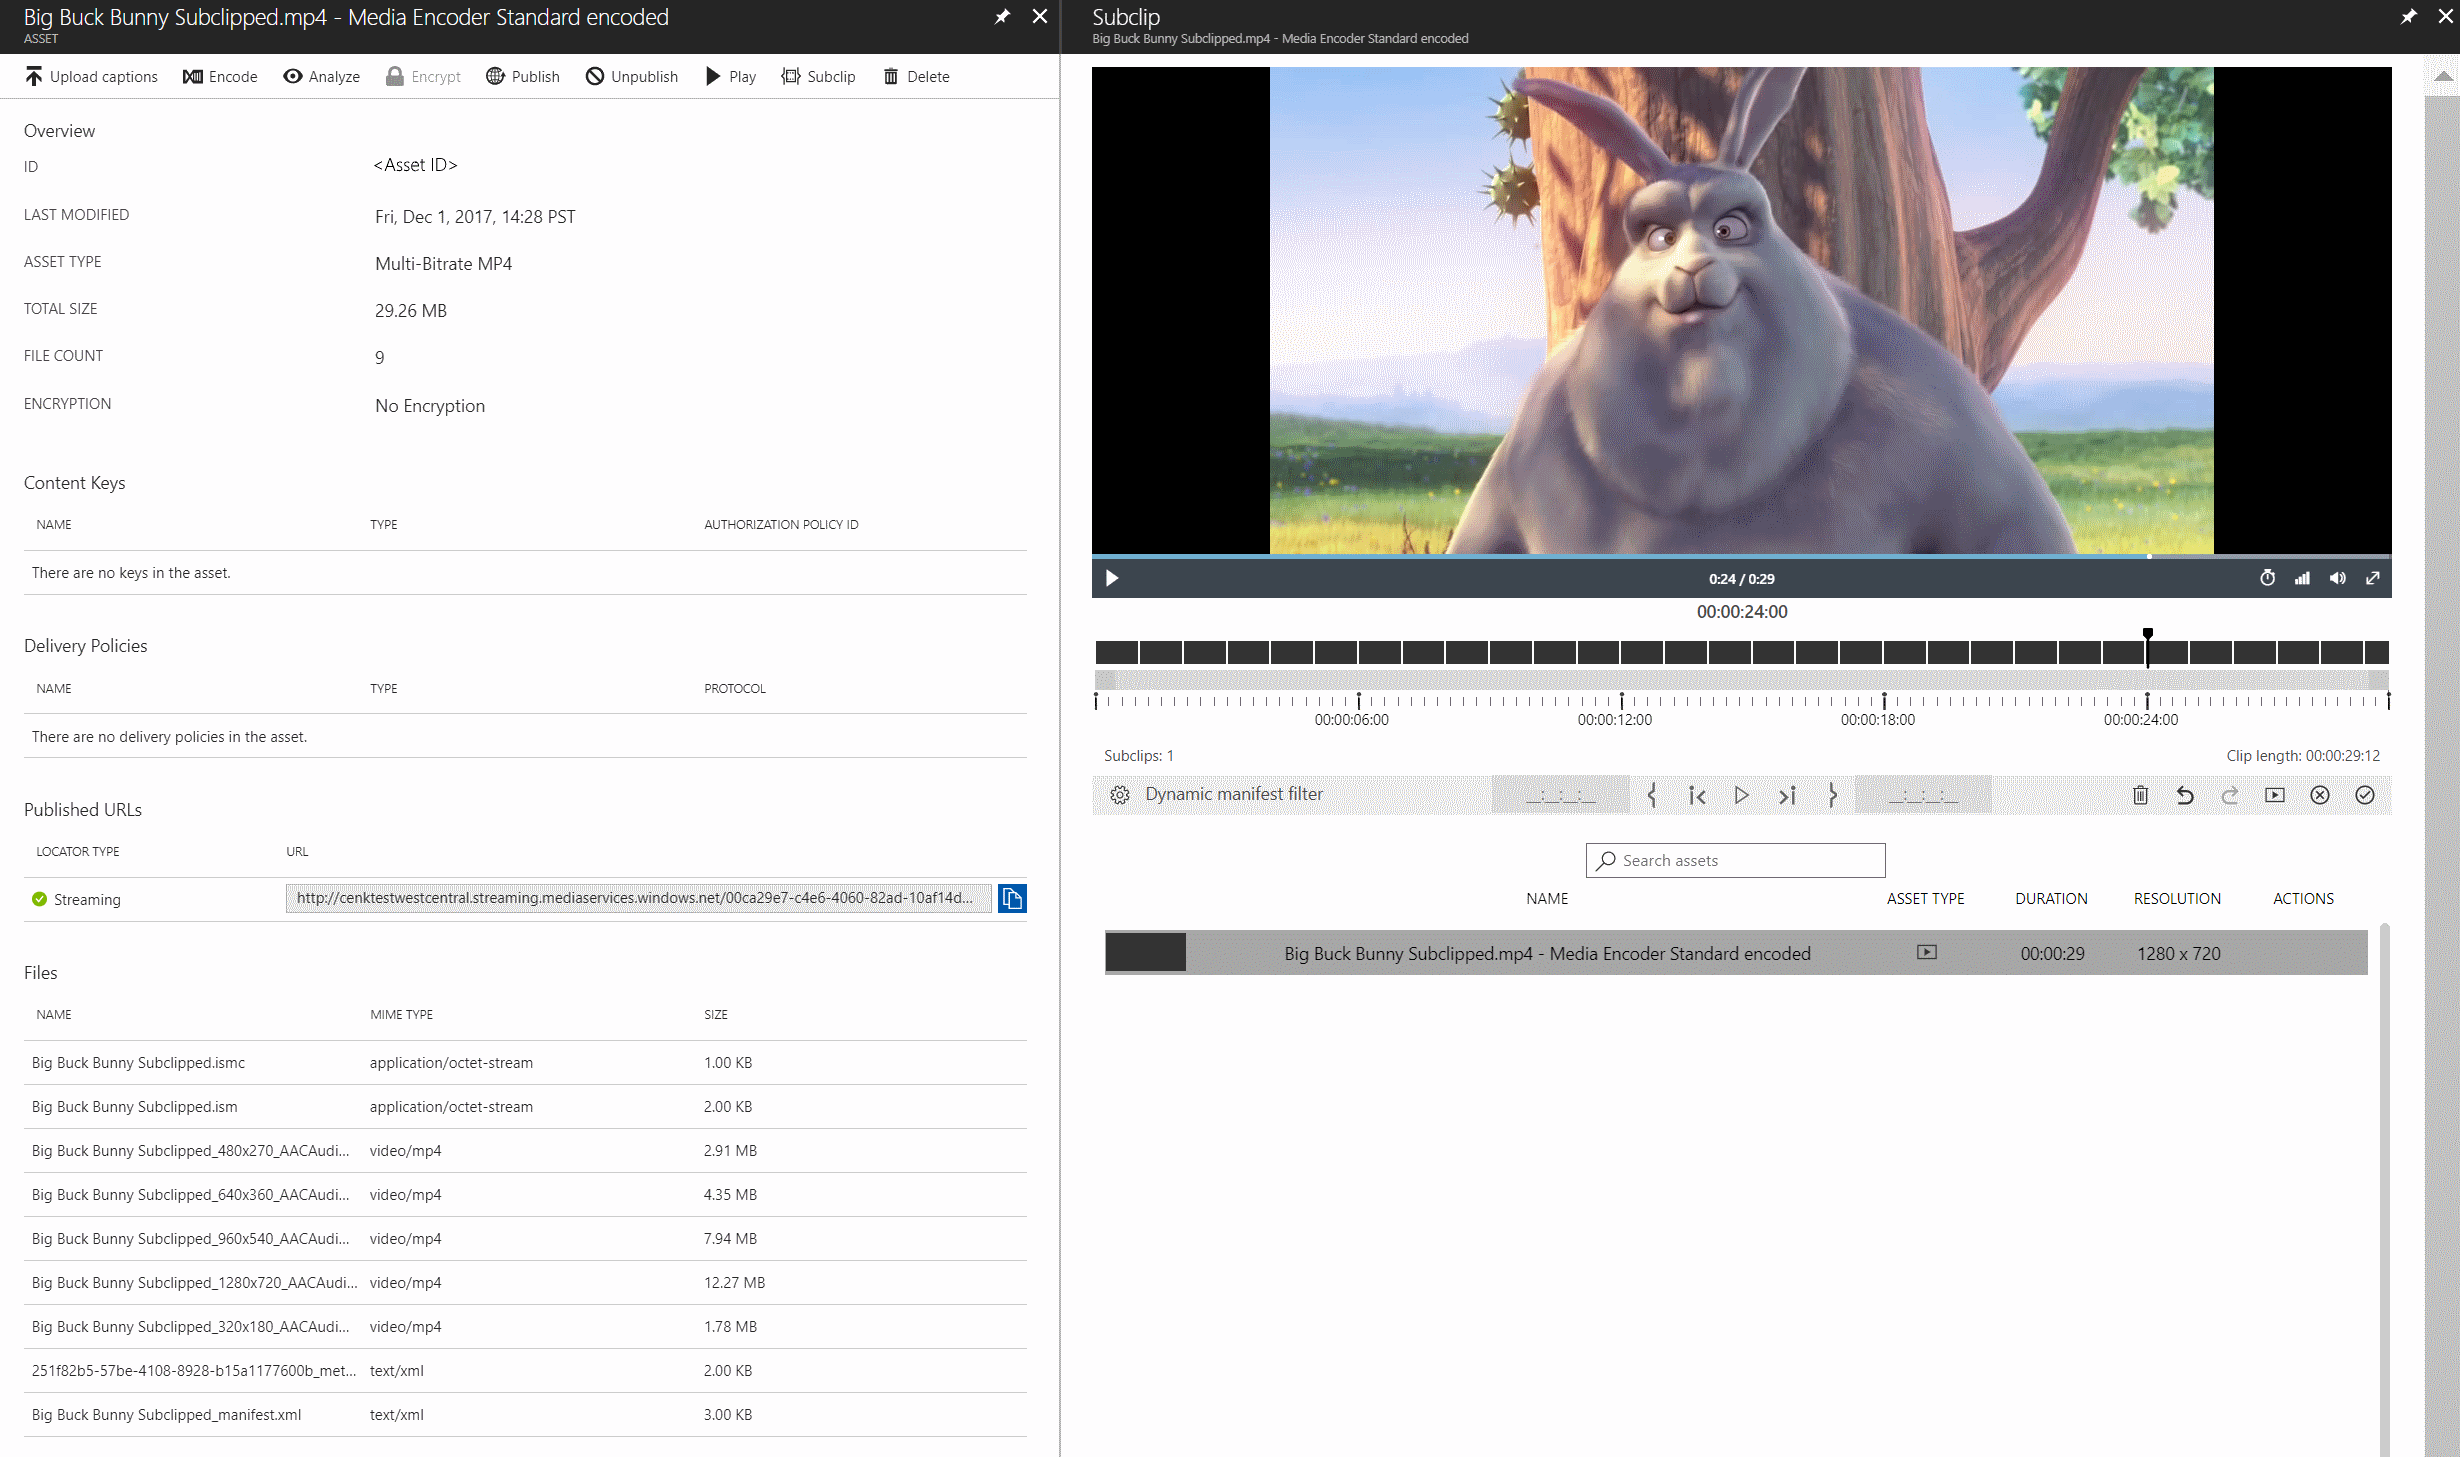 Big Buck Bunny Subclipped.mp4 - Media Encoder Standard encoded
ASSET
Upload captions Encode Analyze Encrypt Publish Unpublish Play Subclip Delete
Overview
ID <Asset ID>
LAST MODIFIED Fri, Dec 1, 2017, 14:28 PST
ASSET TYPE Multi-Bitrate MP4
TOTAL SIZE 29.26 MB
FILE COUNT 9
ENCRYPTION No Encryption
Content Keys
NAME TYPE AUTHORIZATION POLICY ID
There are no keys in the asset.
Delivery Policies
NAME TYPE PROTOCOL
There are no delivery policies in the asset.
Published URLs
LOCATOR TYPE URL
Streaming http://cenktestwestcentral.streaming.mediaservices.windows.net/00ca29e7-c4e6-4060-82ad-10af14d...
Files
NAME MIME TYPE SIZE
Big Buck Bunny Subclipped.ismc application/octet-stream 1.00 KB
Big Buck Bunny Subclipped.ism application/octet-stream 2.00 KB
Big Buck Bunny Subclipped_480x270_AACAudi... video/mp4 2.91 MB
Big Buck Bunny Subclipped_640x360_AACAudi... video/mp4 4.35 MB
Big Buck Bunny Subclipped_960x540_AACAudi... video/mp4 7.94 MB
Big Buck Bunny Subclipped_1280x720_AACAudi... video/mp4 12.27 MB
Big Buck Bunny Subclipped_320x180_AACAudi... video/mp4 1.78 MB
251f82b5-57be-4108-8928-b15a1177600b_met... text/xml 2.00 KB
Big Buck Bunny Subclipped_manifest.xml text/xml 3.00 KB
Subclip
Big Buck Bunny Subclipped.mp4 - Media Encoder Standard encoded
0:24 / 0:29
00:00:24:00
00:00:06:00 00:00:12:00 00:00:18:00 00:00:24:00
Subclips: 1 Clip length: 00:00:29:12
Dynamic manifest filter __:__:__:__ __:__:__:__
Search assets
NAME ASSET TYPE DURATION RESOLUTION ACTIONS
Big Buck Bunny Subclipped.mp4 - Media Encoder Standard encoded 00:00:29 1280 x 720